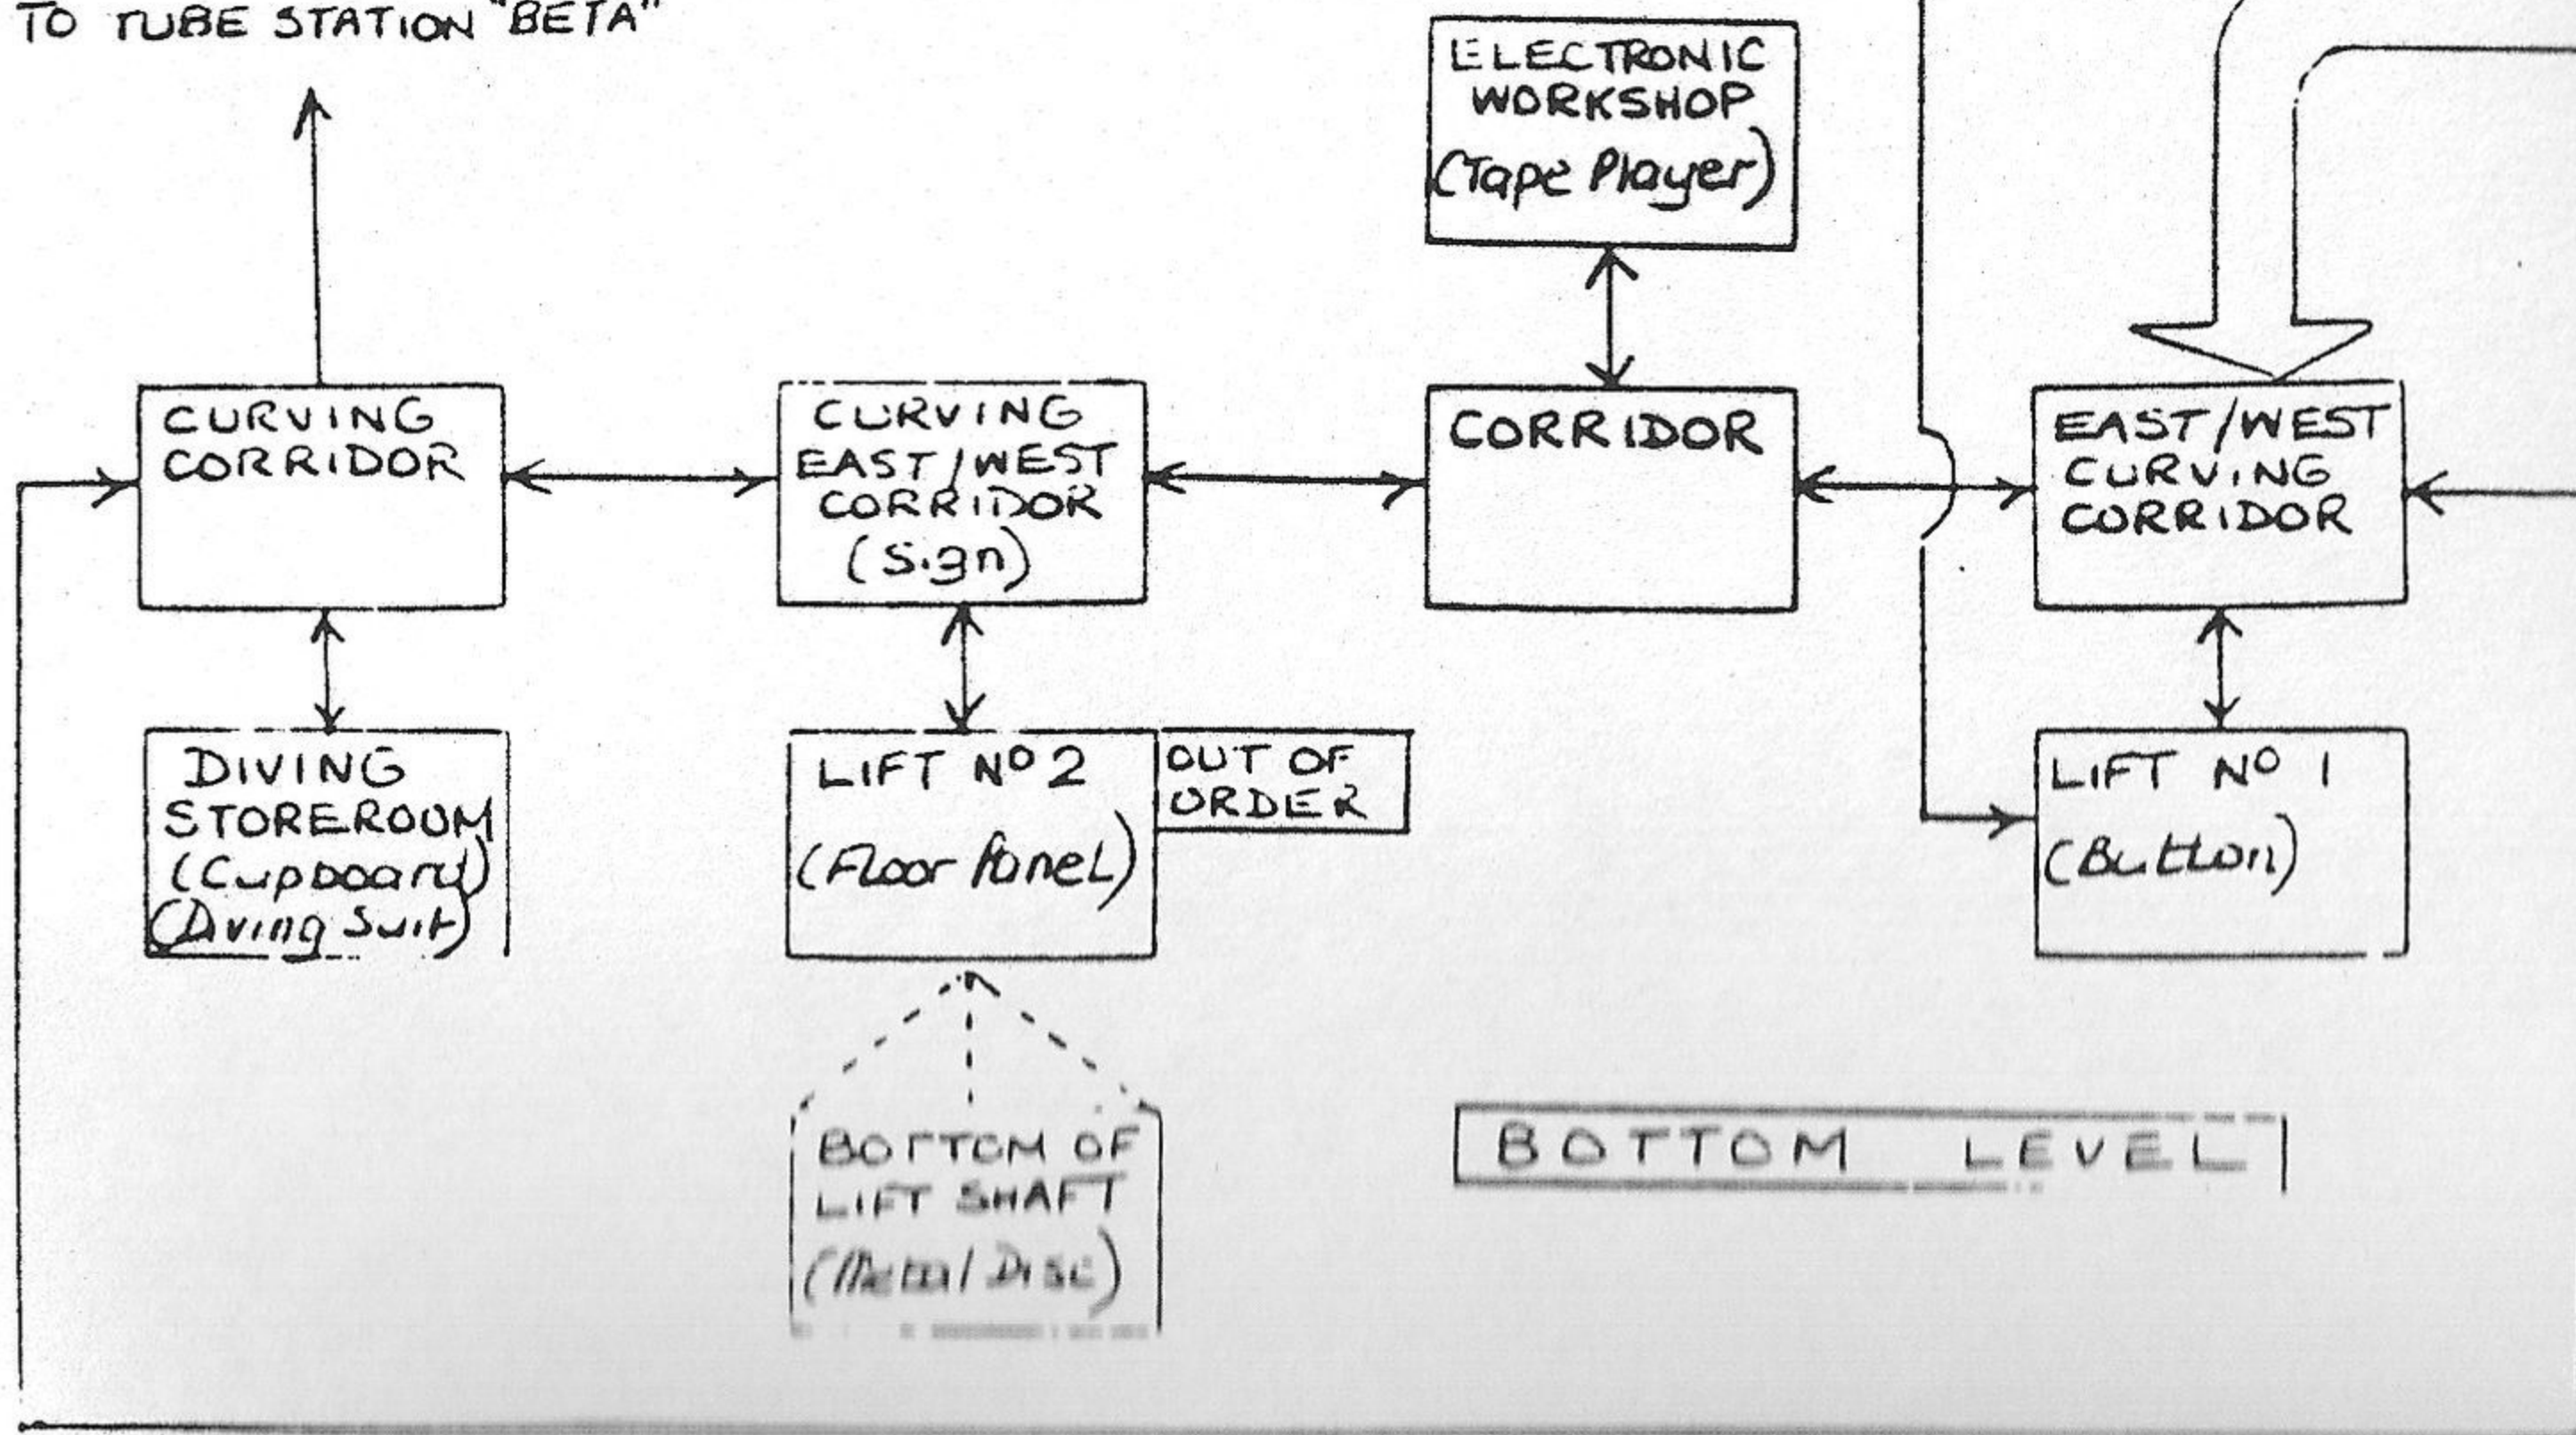 TO TUBE STATION "BETA"
ELECTRONIC
WORKSHOP
(Tape Player)
CURVING
CORRIDOR
CURVING
EAST/WEST
CORRIDOR
(Sign)
CORRIDOR
EAST/WEST
CURVING
CORRIDOR
DIVING
STOREROOM
(Cupboard)
(Diving Suit)
LIFT Nº 2
(Floor Panel)
OUT OF
ORDER
LIFT Nº 1
(Button)
BOTTOM OF
LIFT SHAFT
(Metal Disc)
BOTTOM LEVEL